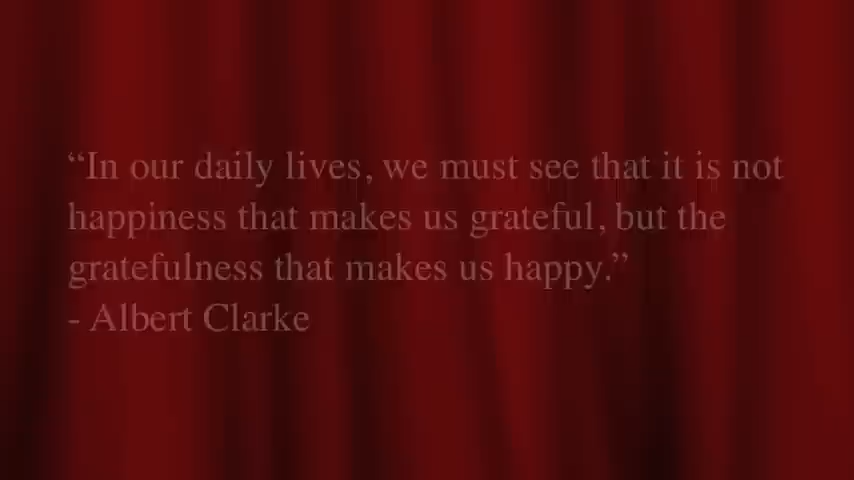 “In our daily lives, we must see that it is not
happiness that makes us grateful, but the
gratefulness that makes us happy.”
- Albert Clarke